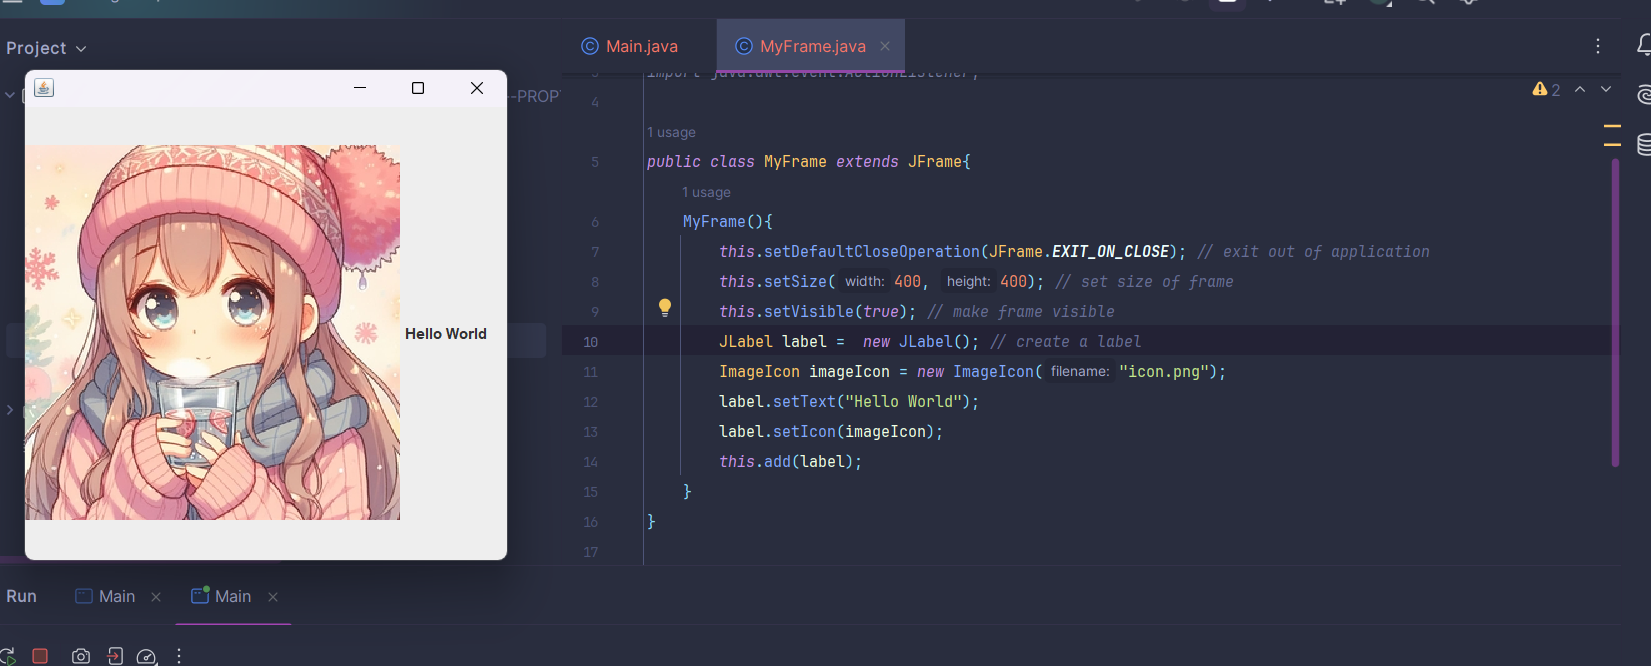 Project
Main.java
MyFrame.java
--PROP
import java.awt.event.ActionListener;
2
4
1 usage
5 public class MyFrame extends JFrame{
1 usage
6 MyFrame(){
7 this.setDefaultCloseOperation(JFrame.EXIT_ON_CLOSE); // exit out of application
8 this.setSize( width: 400, height: 400); // set size of frame
9 this.setVisible(true); // make frame visible
10 JLabel label =  new JLabel(); // create a label
11 ImageIcon imageIcon = new ImageIcon( filename: "icon.png");
12 label.setText("Hello World");
13 label.setIcon(imageIcon);
14 this.add(label);
15 }
16 }
17
Hello World
Run
Main
Main